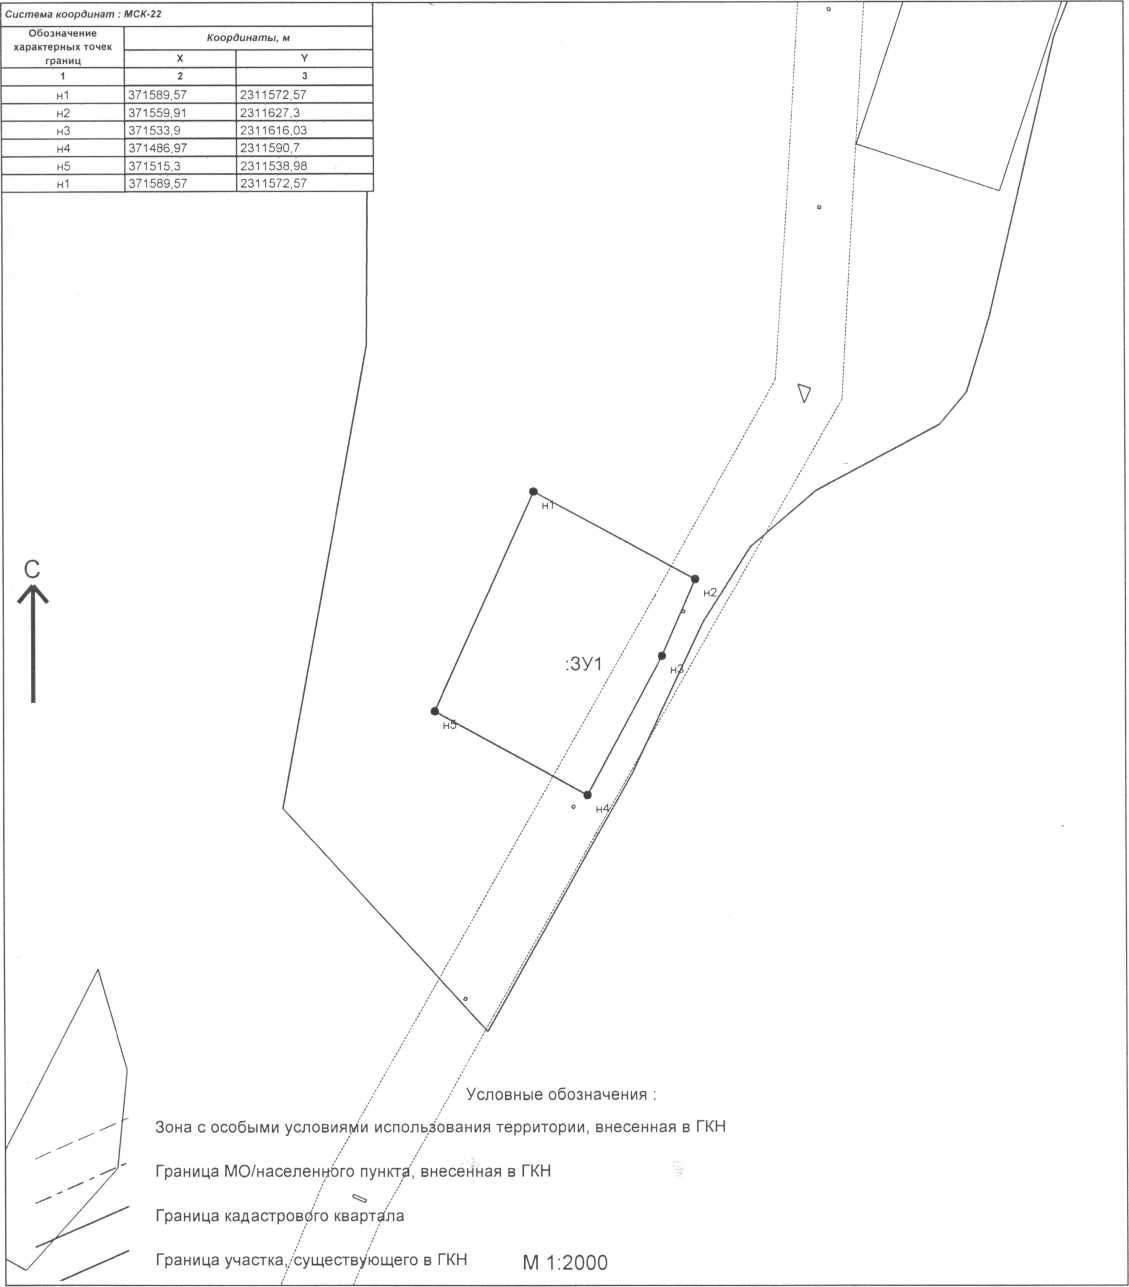 Система координат : МСК-22
Обозначение характерных точек границ
Координаты, м
X Y
1 2 3
н1 371589,57 2311572,57
н2 371559,91 2311627,3
н3 371533,9 2311616,03
н4 371486,97 2311590,7
н5 371515,3 2311538,98
н1 371589,57 2311572,57
н1
С
н2
:ЗУ1
н3
н5
н4
Условные обозначения :
Зона с особыми условиями использования территории, внесенная в ГКН
Граница МО/населенного пункта, внесенная в ГКН
Граница кадастрового квартала
Граница участка, существующего в ГКН
М 1:2000